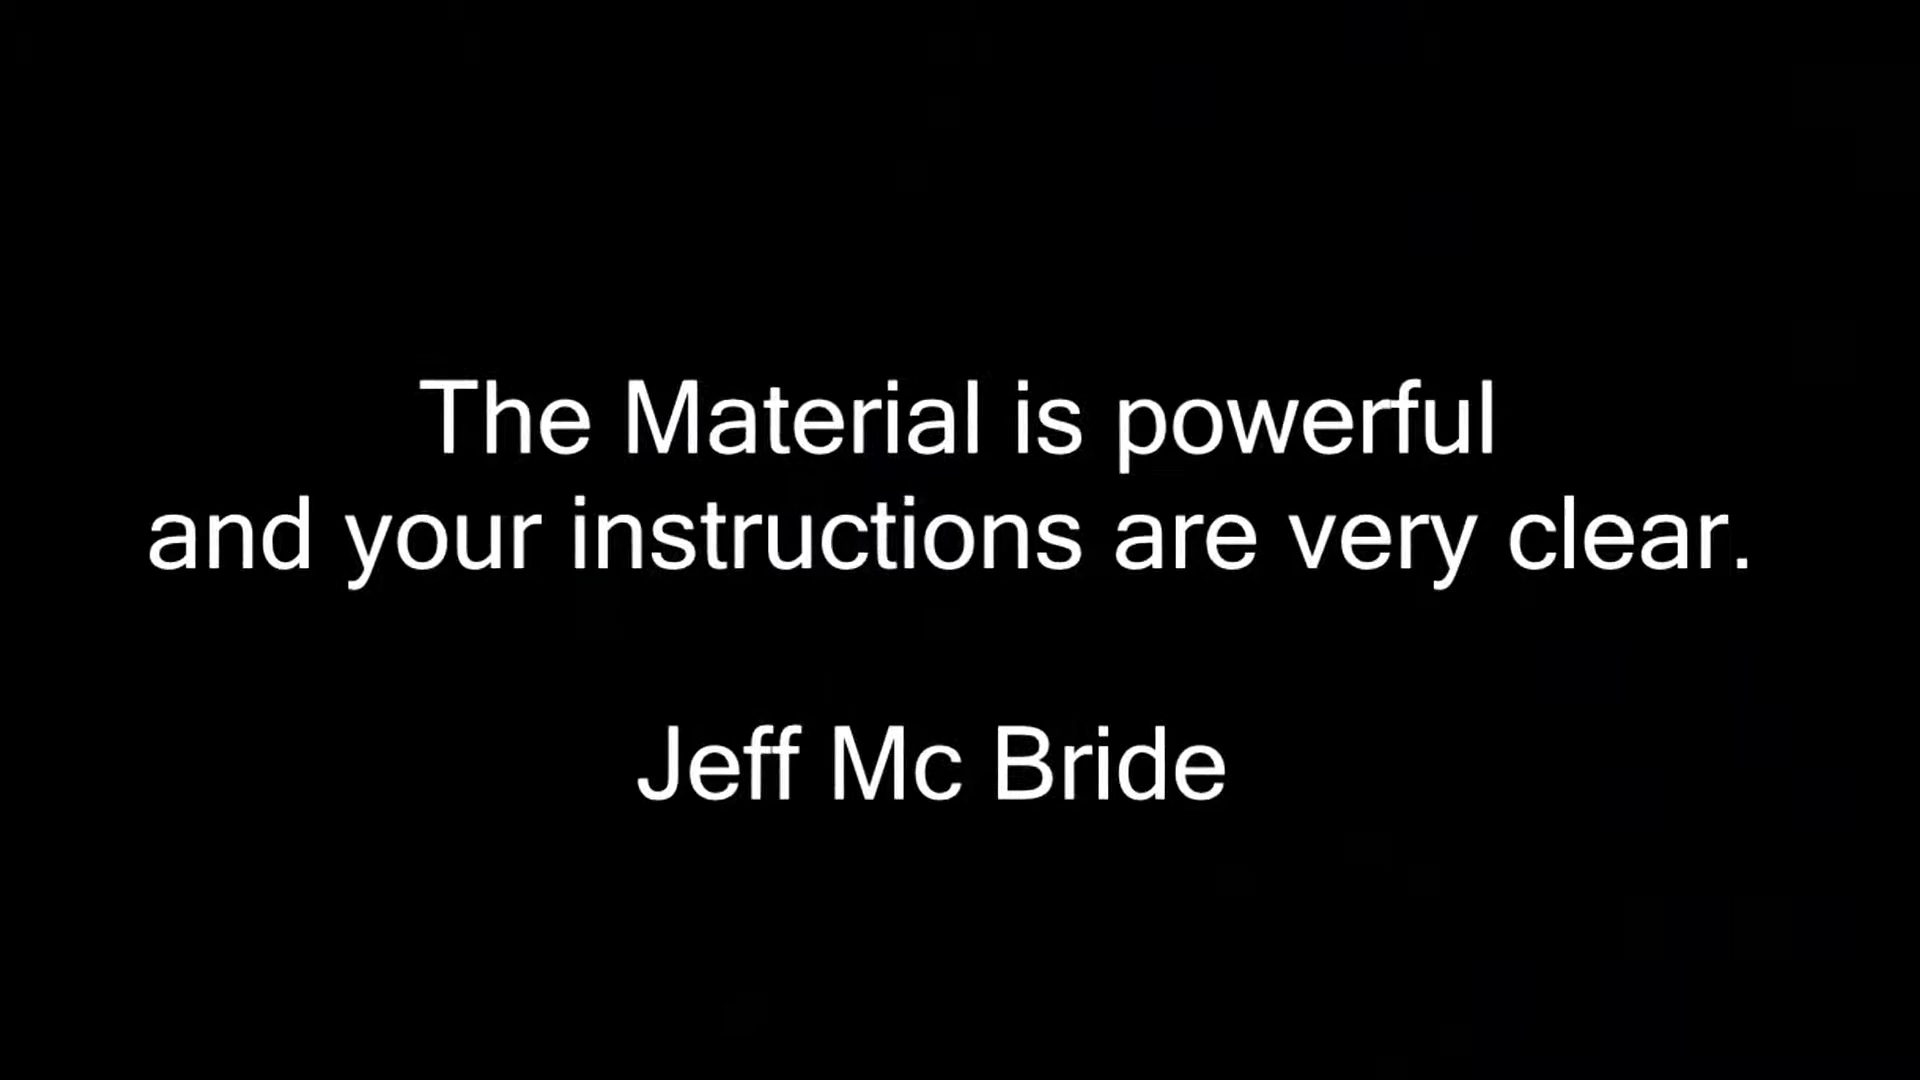 The Material is powerful
and your instructions are very clear.
Jeff Mc Bride